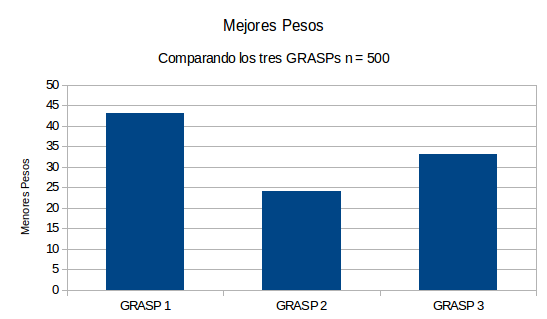 Mejores Pesos
Comparando los tres GRASPs n = 500
50
45
40
35
30
25
20
15
10
5
0
Menores Pesos
GRASP 1
GRASP 2
GRASP 3